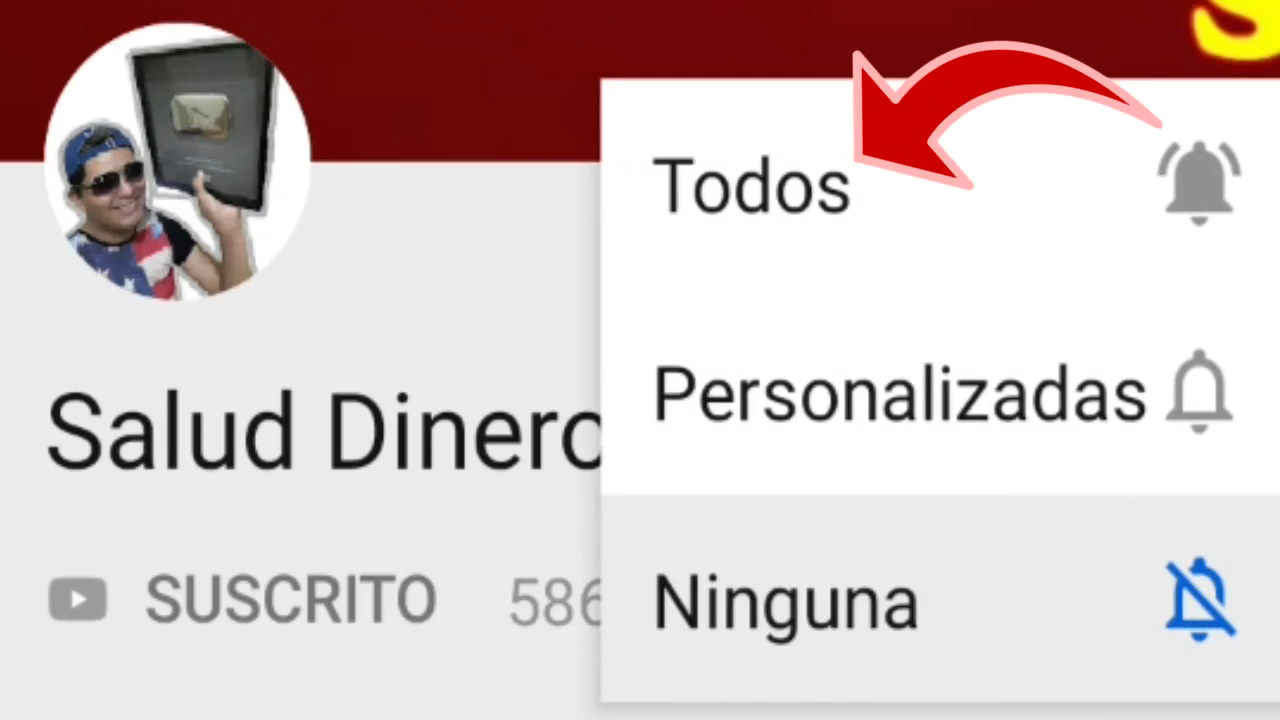 Todos
Personalizadas
Salud Dinero
Ninguna
SUSCRITO 586